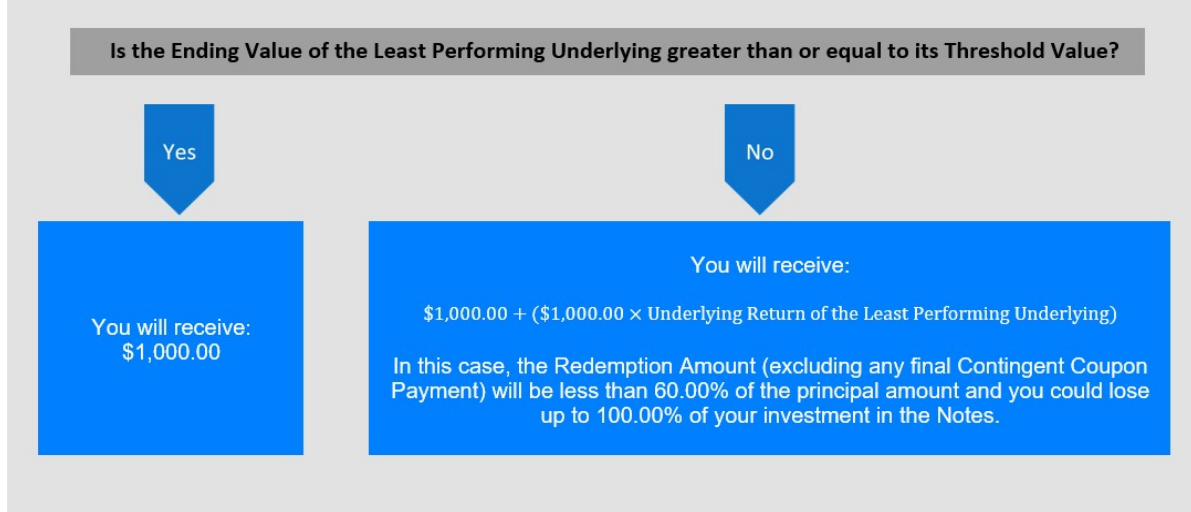 Is the Ending Value of the Least Performing Underlying greater than or equal to its Threshold Value?
Yes
No
You will receive:
$1,000.00
You will receive:
$1,000.00 + ($1,000.00 × Underlying Return of the Least Performing Underlying)
In this case, the Redemption Amount (excluding any final Contingent Coupon
Payment) will be less than 60.00% of the principal amount and you could lose
up to 100.00% of your investment in the Notes.